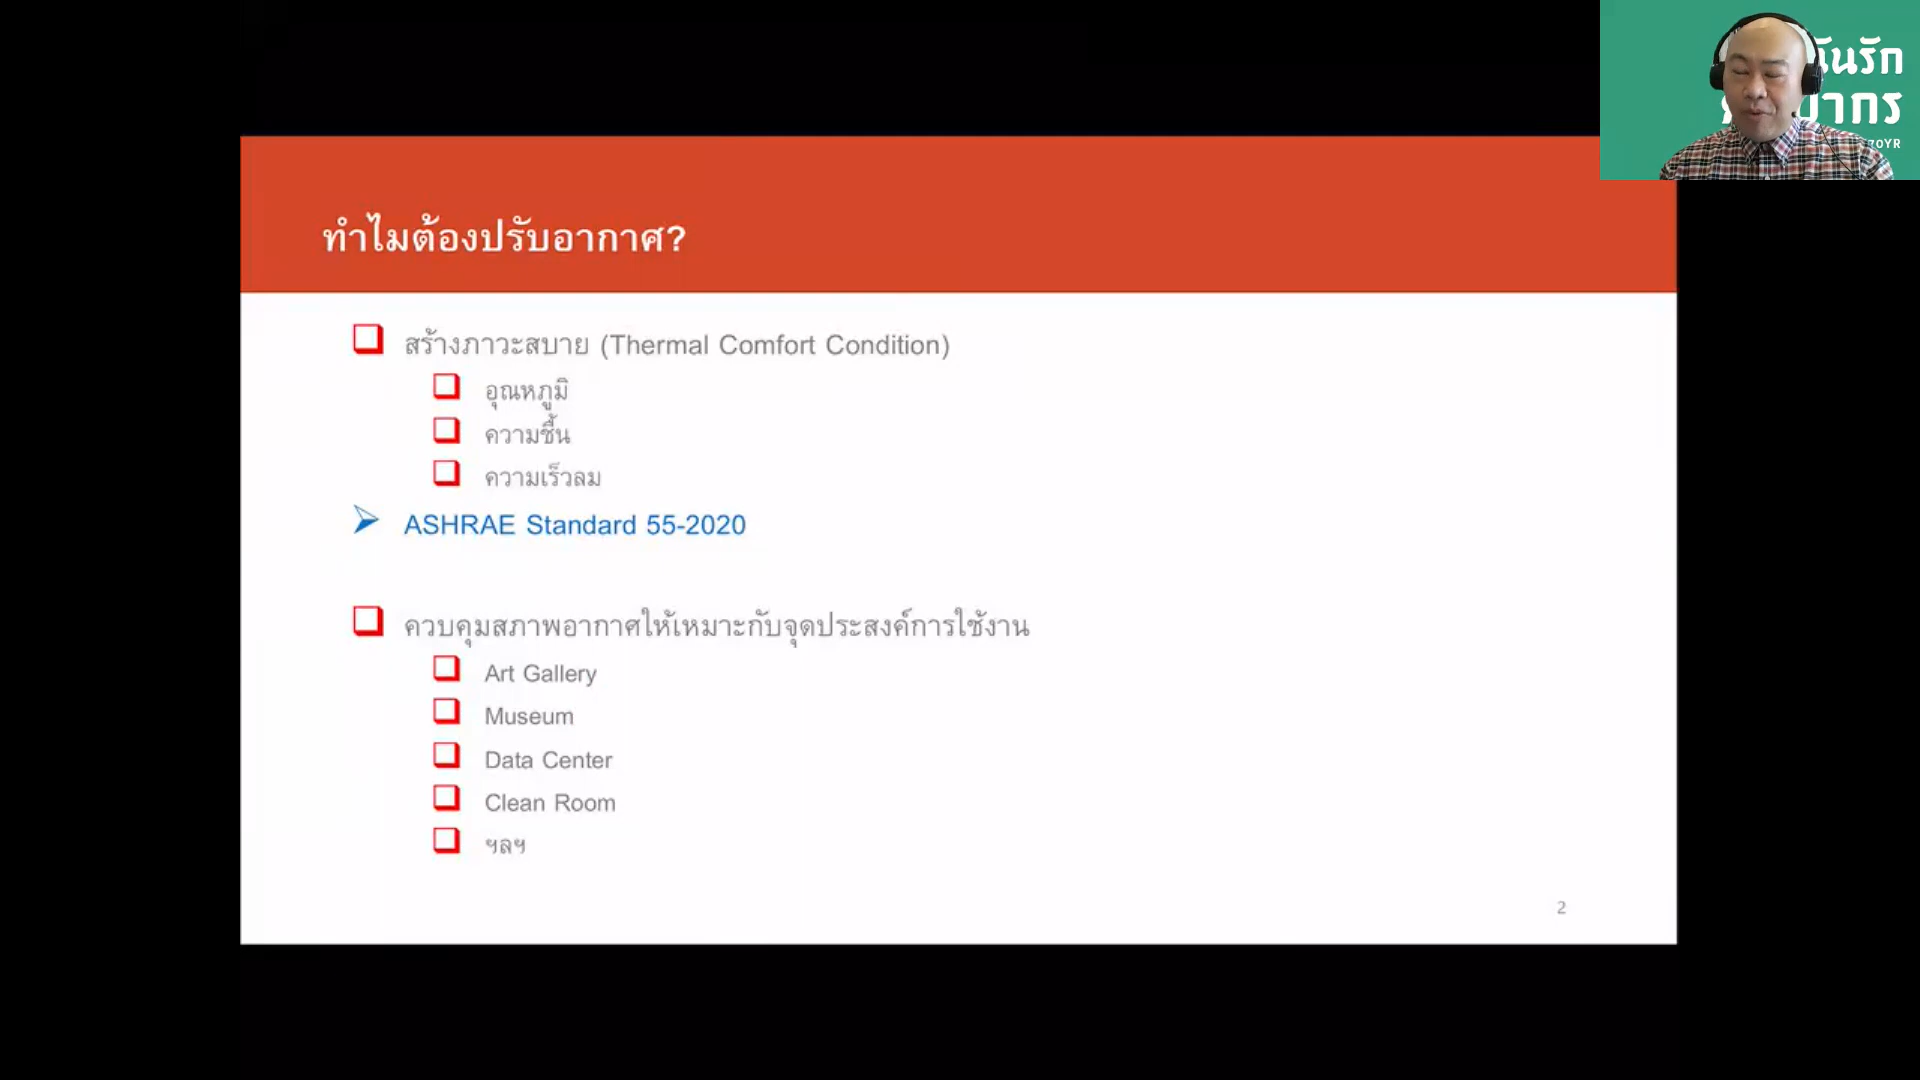 ทำไมต้องปรับอากาศ?
สร้างภาวะสบาย (Thermal Comfort Condition)
อุณหภูมิ
ความชื้น
ความเร็วลม
ASHRAE Standard 55-2020
ควบคุมสภาพอากาศให้เหมาะกับจุดประสงค์การใช้งาน
Art Gallery
Museum
Data Center
Clean Room
ฯลฯ
2